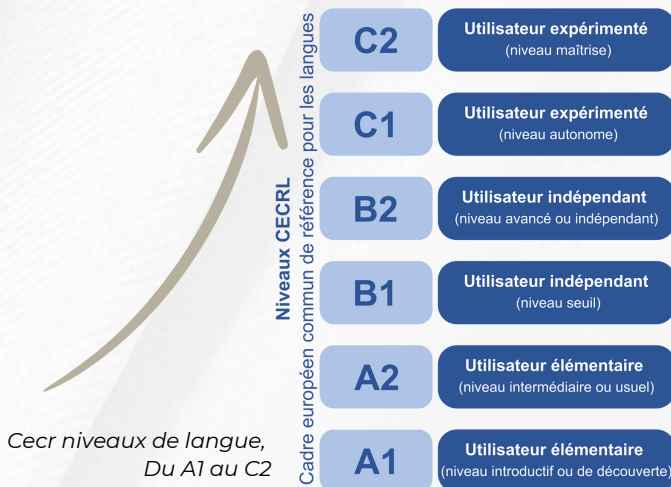 C2
Utilisateur expérimenté
(niveau maîtrise)
C1
Utilisateur expérimenté
(niveau autonome)
B2
Utilisateur indépendant
(niveau avancé ou indépendant)
B1
Utilisateur indépendant
(niveau seuil)
A2
Utilisateur élémentaire
(niveau intermédiaire ou usuel)
A1
Utilisateur élémentaire
(niveau introductif ou de découverte)
Niveaux CECRL
Cadre européen commun de référence pour les langues
Cecr niveaux de langue,
Du A1 au C2